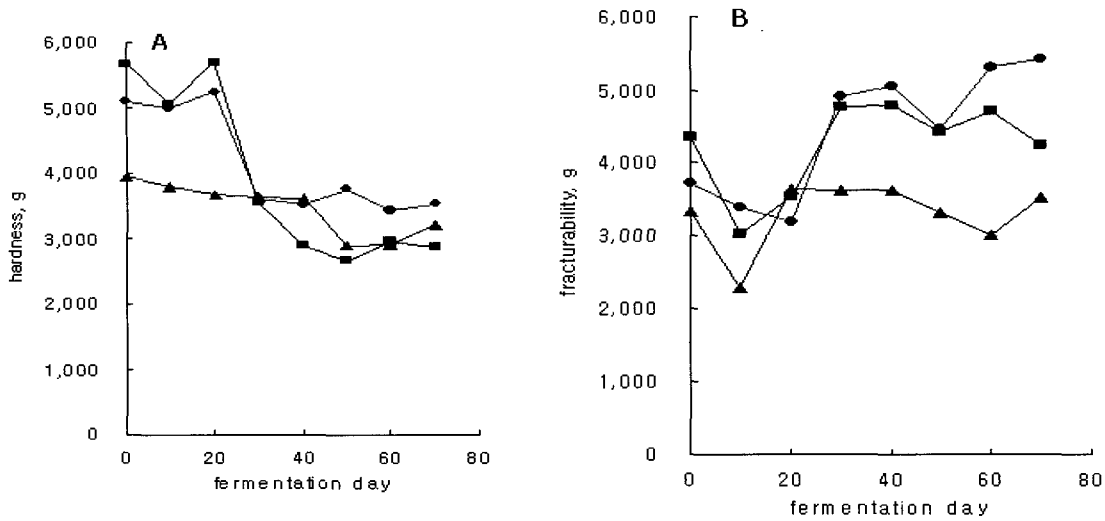 A
6,000
5,000
4,000
3,000
2,000
1,000
0
hardness, g
0 20 40 60 80
fermentation day
B
6,000
5,000
4,000
3,000
2,000
1,000
0
fracturability, g
0 20 40 60 80
fermentation day